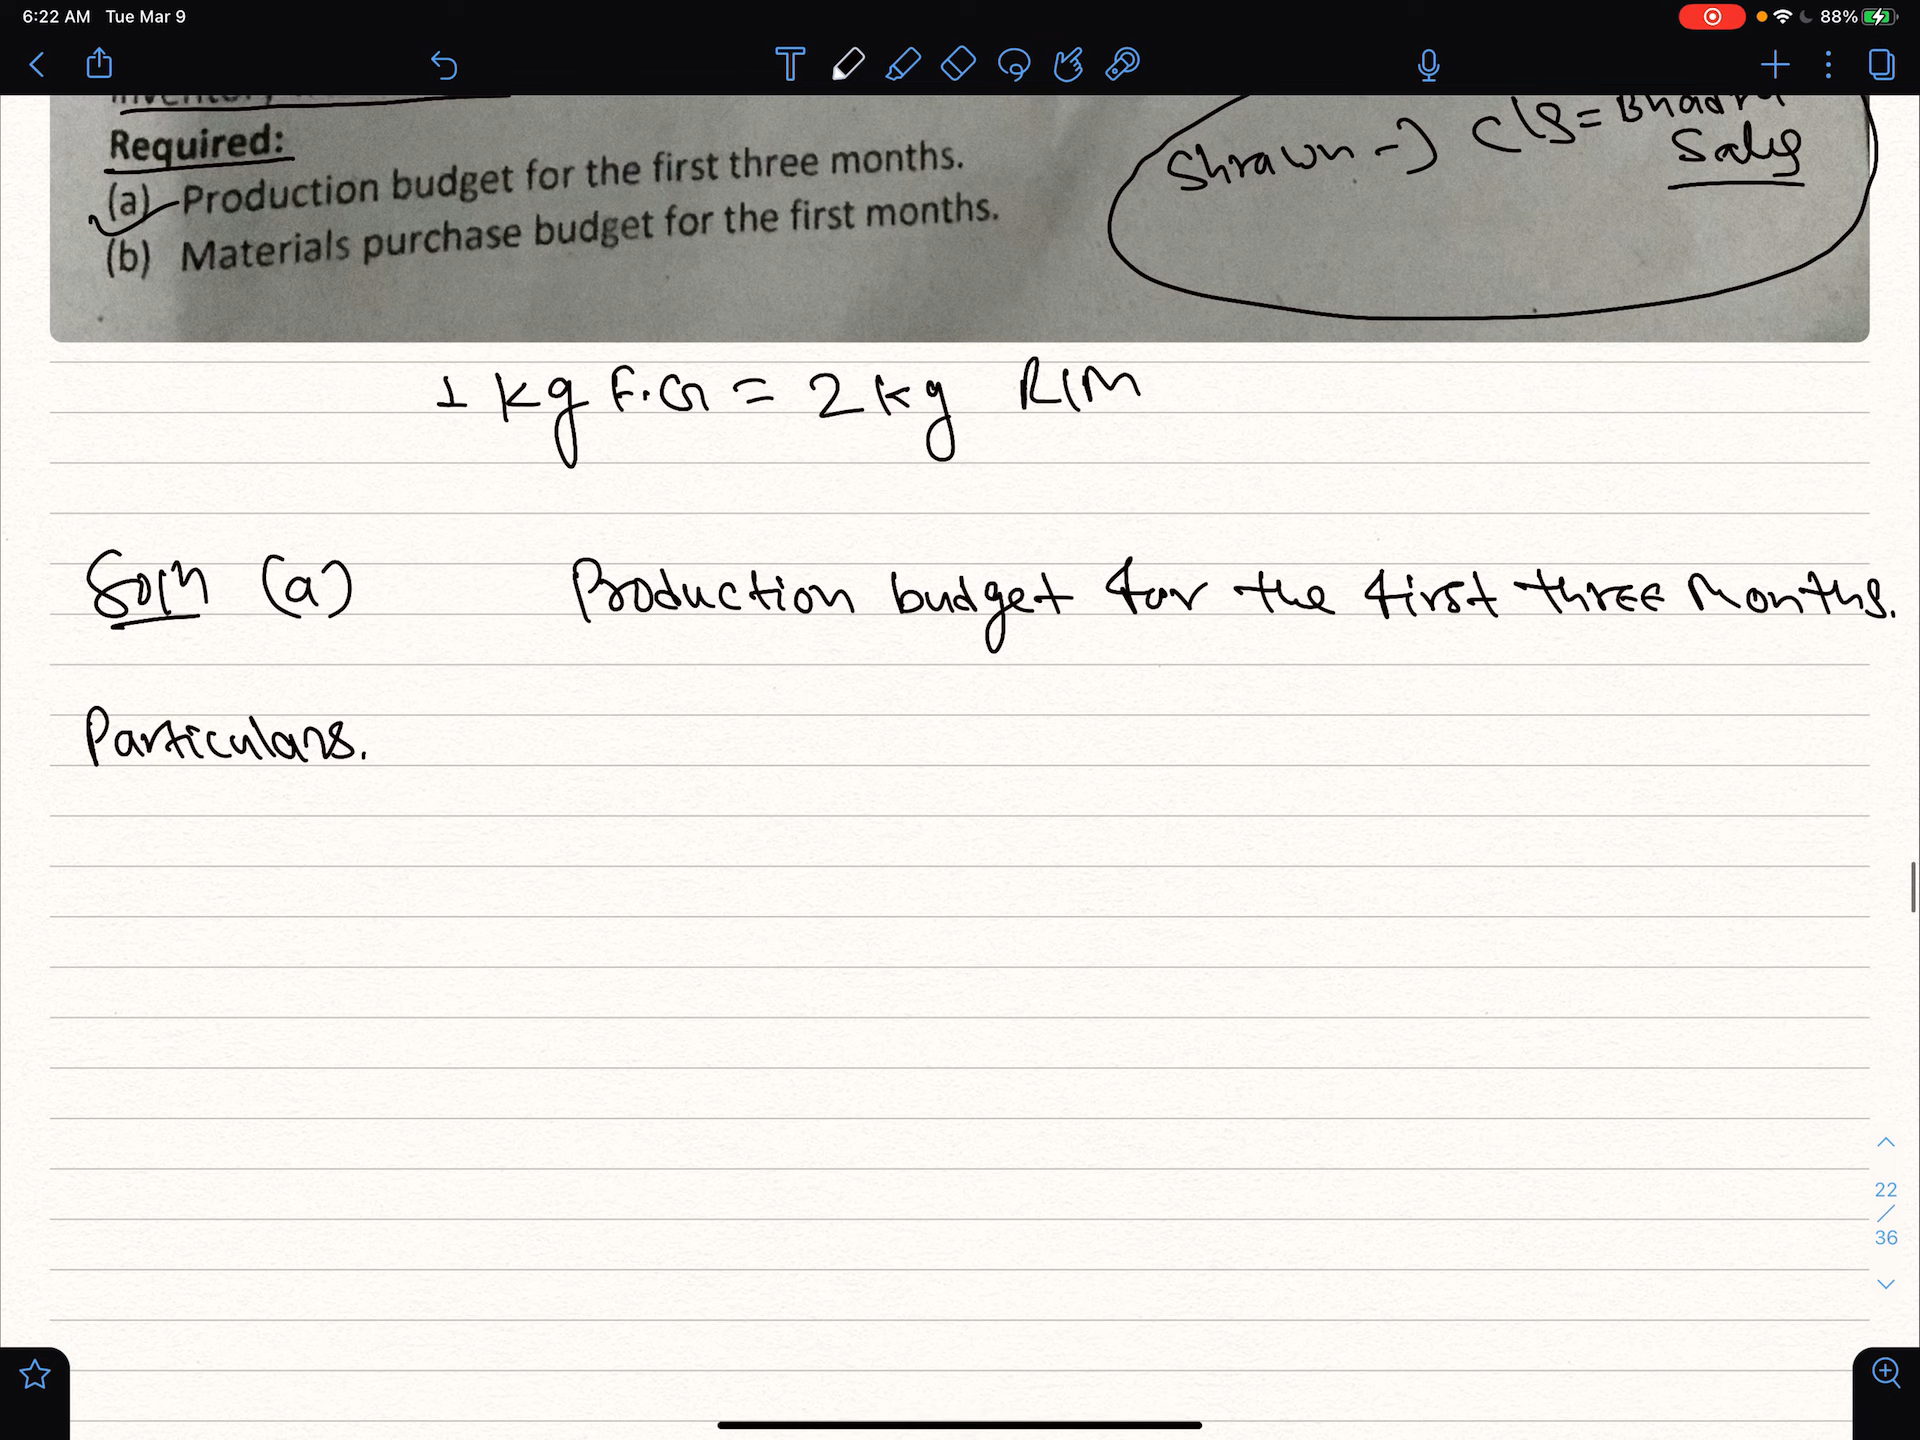 6:22 AM Tue Mar 9
88%
Required:
Shrawn -> C/S = Bhadra
Sales
(a) Production budget for the first three months.
(b) Materials purchase budget for the first months.
1 kg F.G = 2 kg R/M
Soln (a) Production budget for the first three Months.
Particulars.
22
/
36